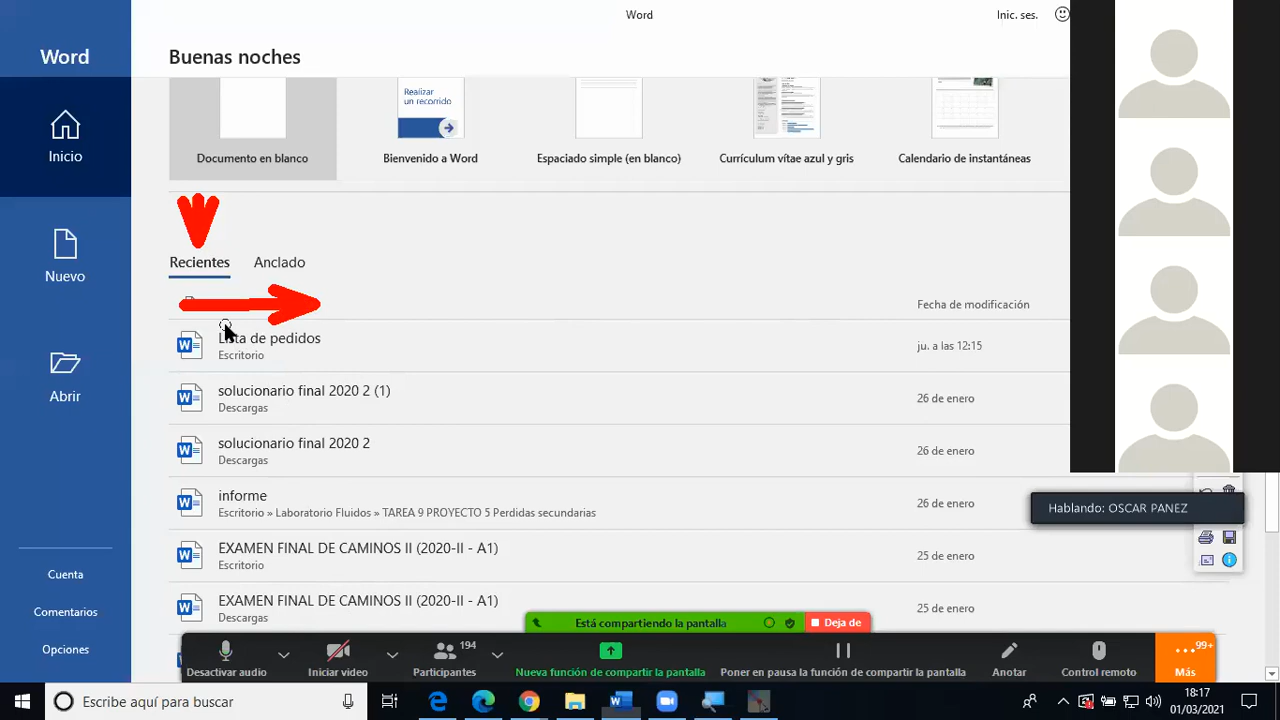 Word
Inic. ses.
Word
Buenas noches
Realizar
un recorrido
Documento en blanco
Bienvenido a Word
Espaciado simple (en blanco)
Currículum vítae azul y gris
Calendario de instantáneas
Inicio
Nuevo
Abrir
Recientes
Anclado
Fecha de modificación
Lista de pedidos
Escritorio
ju. a las 12:15
solucionario final 2020 2 (1)
Descargas
26 de enero
solucionario final 2020 2
Descargas
26 de enero
informe
Escritorio » Laboratorio Fluidos » TAREA 9 PROYECTO 5 Perdidas secundarias
26 de enero
Hablando: OSCAR PANEZ
EXAMEN FINAL DE CAMINOS II (2020-II - A1)
Escritorio
25 de enero
EXAMEN FINAL DE CAMINOS II (2020-II - A1)
Descargas
25 de enero
Cuenta
Comentarios
Opciones
Está compartiendo la pantalla
Deja de
Desactivar audio
Iniciar video
194
Participantes
Nueva función de compartir la pantalla
Poner en pausa la función de compartir la pantalla
Anotar
Control remoto
99+
Más
Escribe aquí para buscar
18:17
01/03/2021